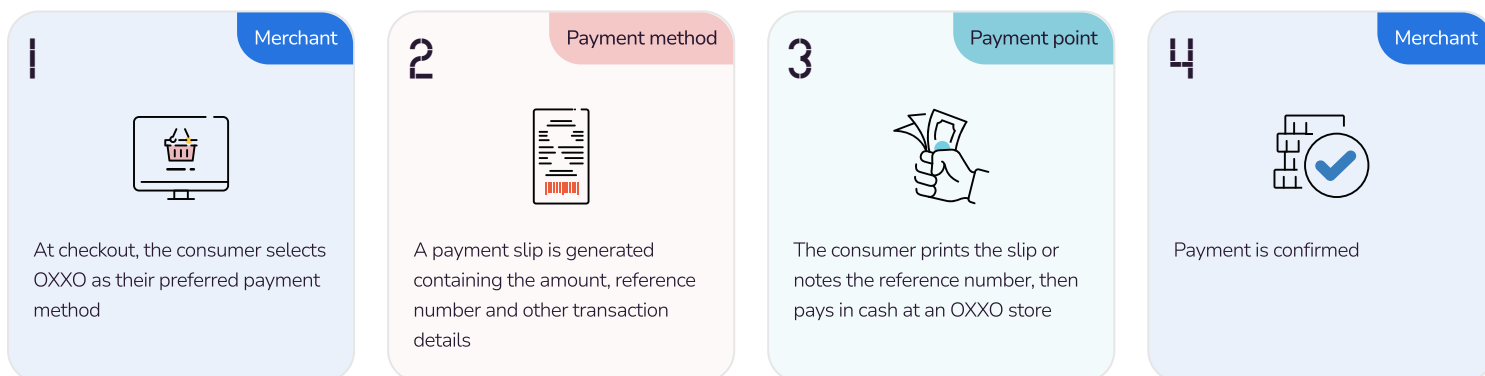 1
Merchant
At checkout, the consumer selects
OXXO as their preferred payment
method
2
Payment method
A payment slip is generated
containing the amount, reference
number and other transaction
details
3
Payment point
The consumer prints the slip or
notes the reference number, then
pays in cash at an OXXO store
4
Merchant
Payment is confirmed